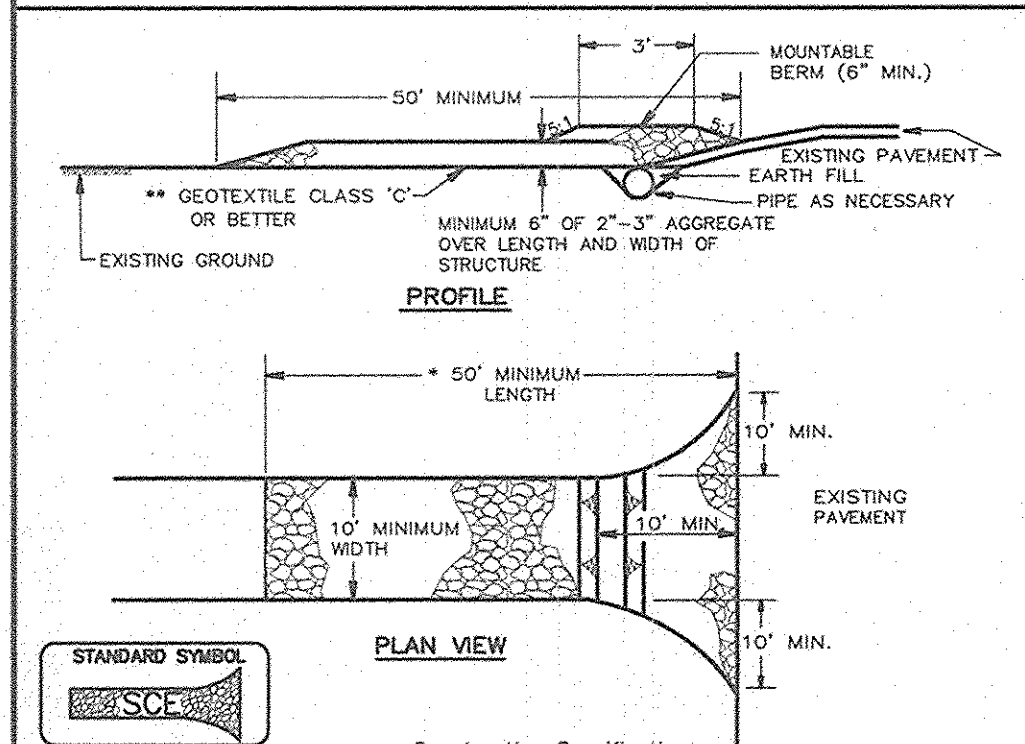 3'
MOUNTABLE
BERM (6" MIN.)
50' MINIMUM
5:1
5:1
EXISTING PAVEMENT
** GEOTEXTILE CLASS 'C'
OR BETTER
EARTH FILL
PIPE AS NECESSARY
MINIMUM 6" OF 2"-3" AGGREGATE
OVER LENGTH AND WIDTH OF
STRUCTURE
EXISTING GROUND
PROFILE
* 50' MINIMUM
LENGTH
10' MIN.
10' MINIMUM
WIDTH
10' MIN.
EXISTING
PAVEMENT
10' MIN.
PLAN VIEW
STANDARD SYMBOL
SCE